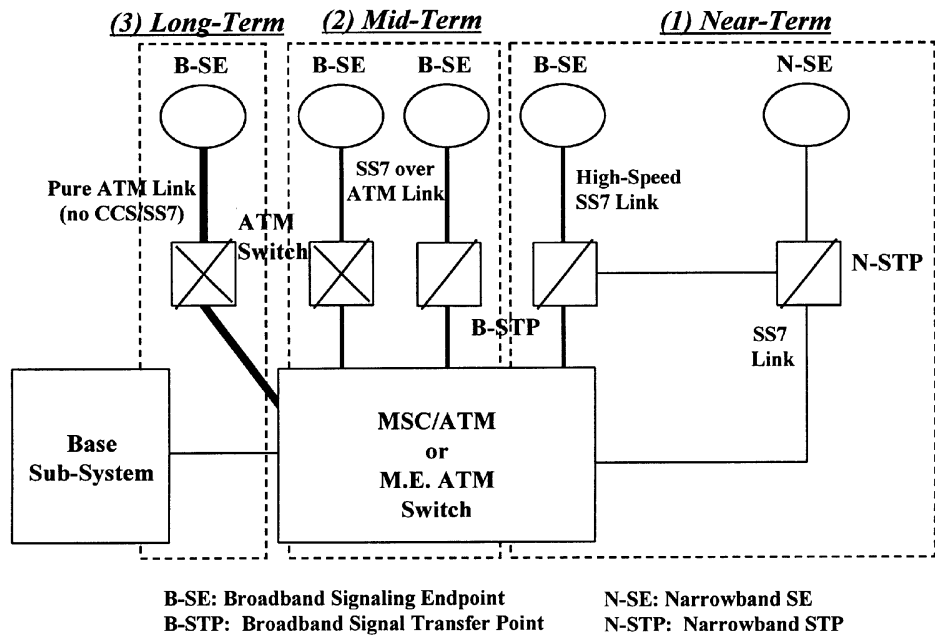 (3) Long-Term
(2) Mid-Term
(1) Near-Term
B-SE
B-SE
B-SE
B-SE
N-SE
Pure ATM Link
(no CCS/SS7)
SS7 over
ATM Link
High-Speed
SS7 Link
ATM
Switch
N-STP
B-STP
SS7
Link
Base
Sub-System
MSC/ATM
or
M.E. ATM
Switch
B-SE: Broadband Signaling Endpoint
N-SE: Narrowband SE
B-STP: Broadband Signal Transfer Point
N-STP: Narrowband STP